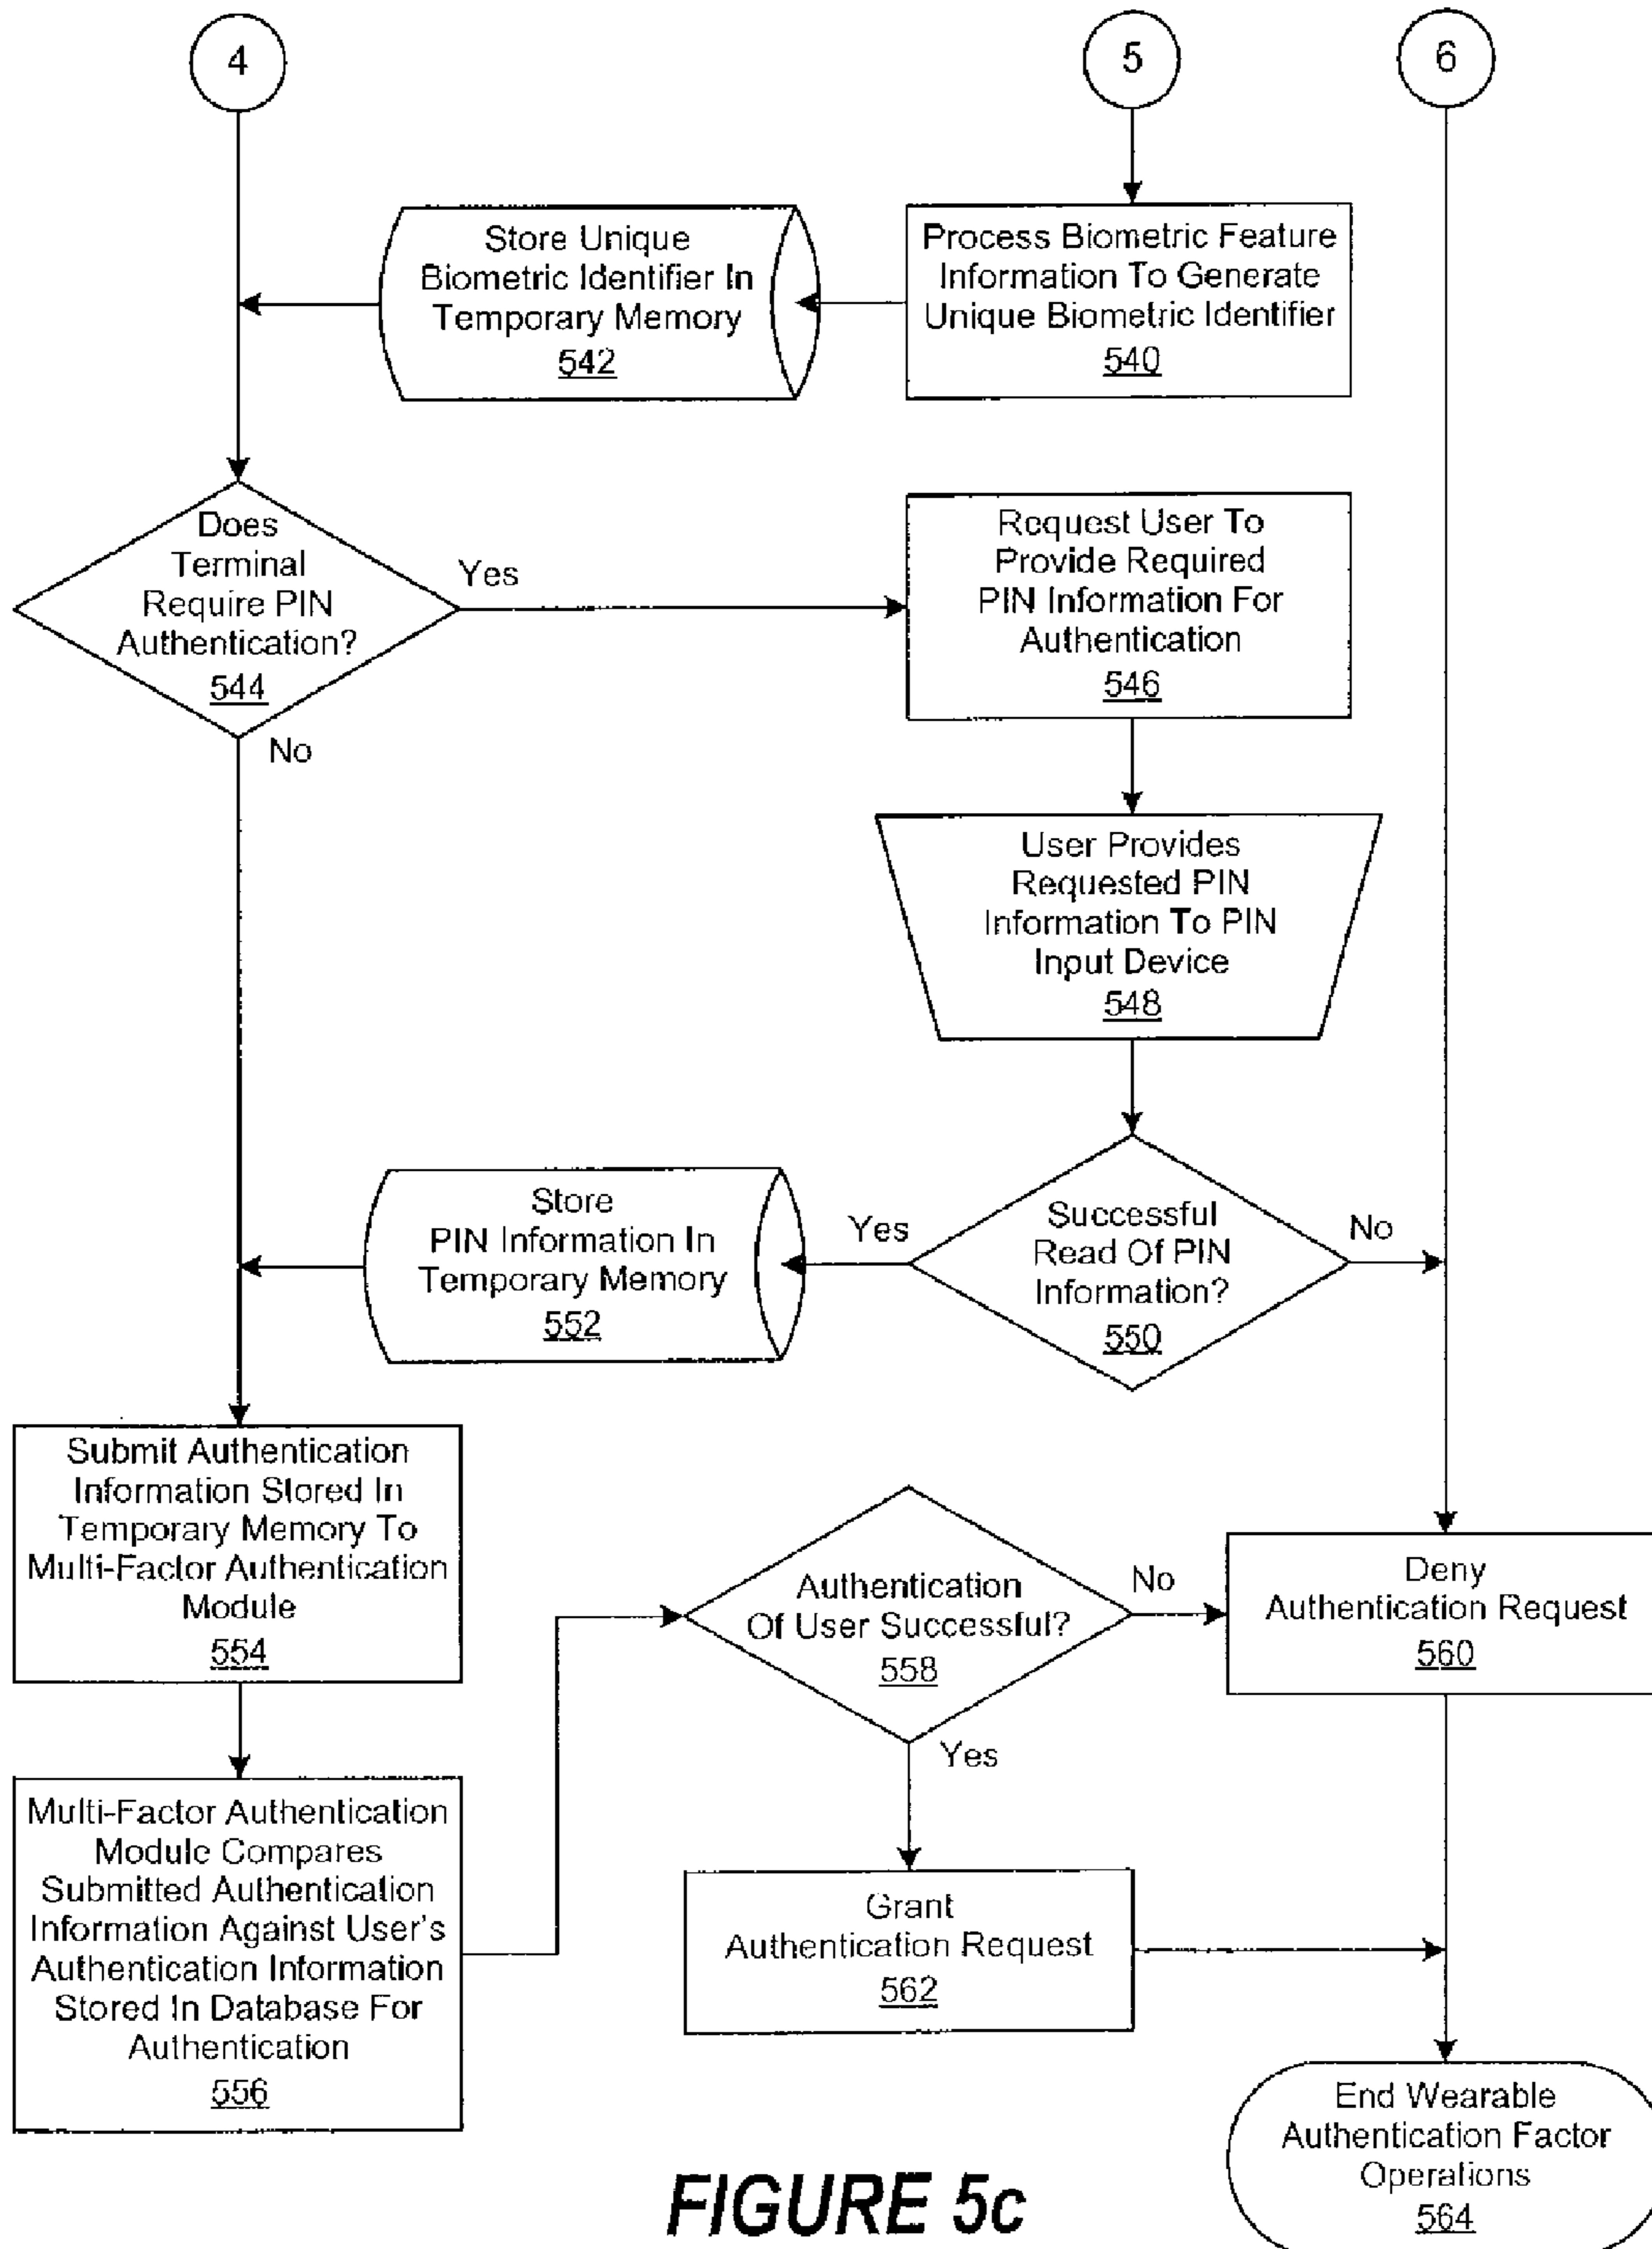 4
5
6
Store Unique
Biometric Identifier In
Temporary Memory
542
Process Biometric Feature
Information To Generate
Unique Biometric Identifier
540
Does
Terminal
Require PIN
Authentication?
544
Yes
No
Request User To
Provide Required
PIN Information For
Authentication
546
User Provides
Requested PIN
Information To PIN
Input Device
548
Store
PIN Information In
Temporary Memory
552
Yes
Successful
Read Of PIN
Information?
550
No
Submit Authentication
Information Stored In
Temporary Memory To
Multi-Factor Authentication
Module
554
Authentication
Of User Successful?
558
No
Yes
Deny
Authentication Request
560
Multi-Factor Authentication
Module Compares
Submitted Authentication
Information Against User's
Authentication Information
Stored In Database For
Authentication
556
Grant
Authentication Request
562
End Wearable
Authentication Factor
Operations
564
FIGURE 5c